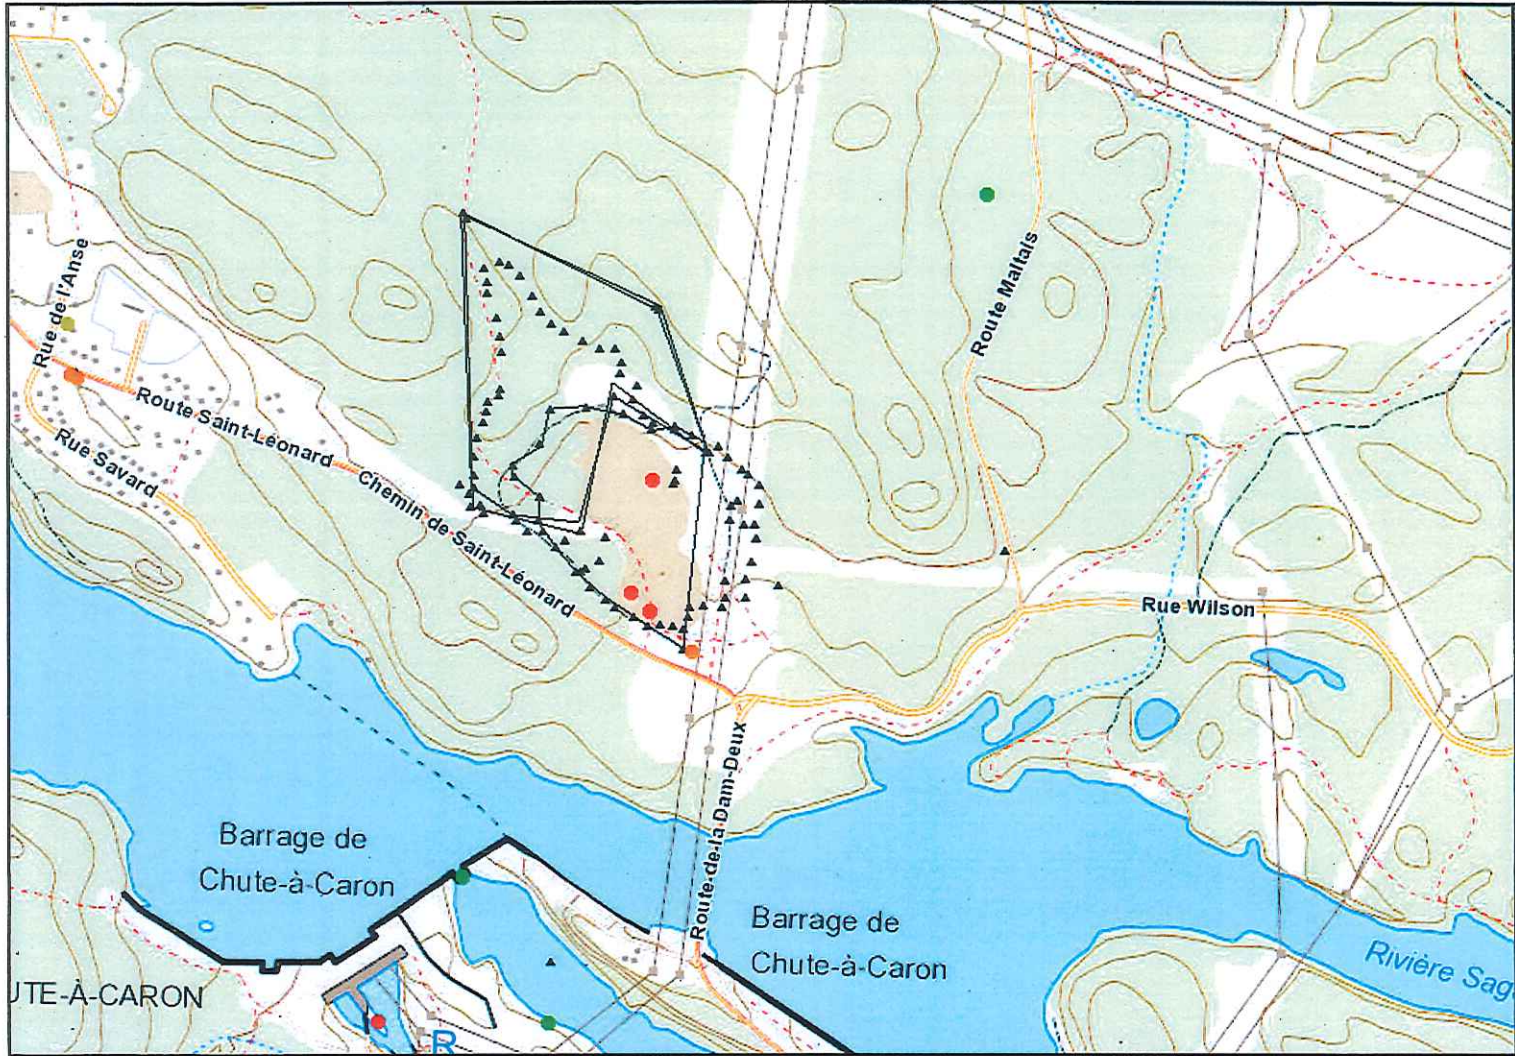 Rue de l'Anse
Route Maltais
Route Saint-Léonard
Rue Savard
Chemin de Saint-Léonard
Rue Wilson
Route-de-la-Dam-Deux
Barrage de
Chute-à-Caron
Barrage de
Chute-à-Caron
Rivière Sag
UTE-À-CARON
R